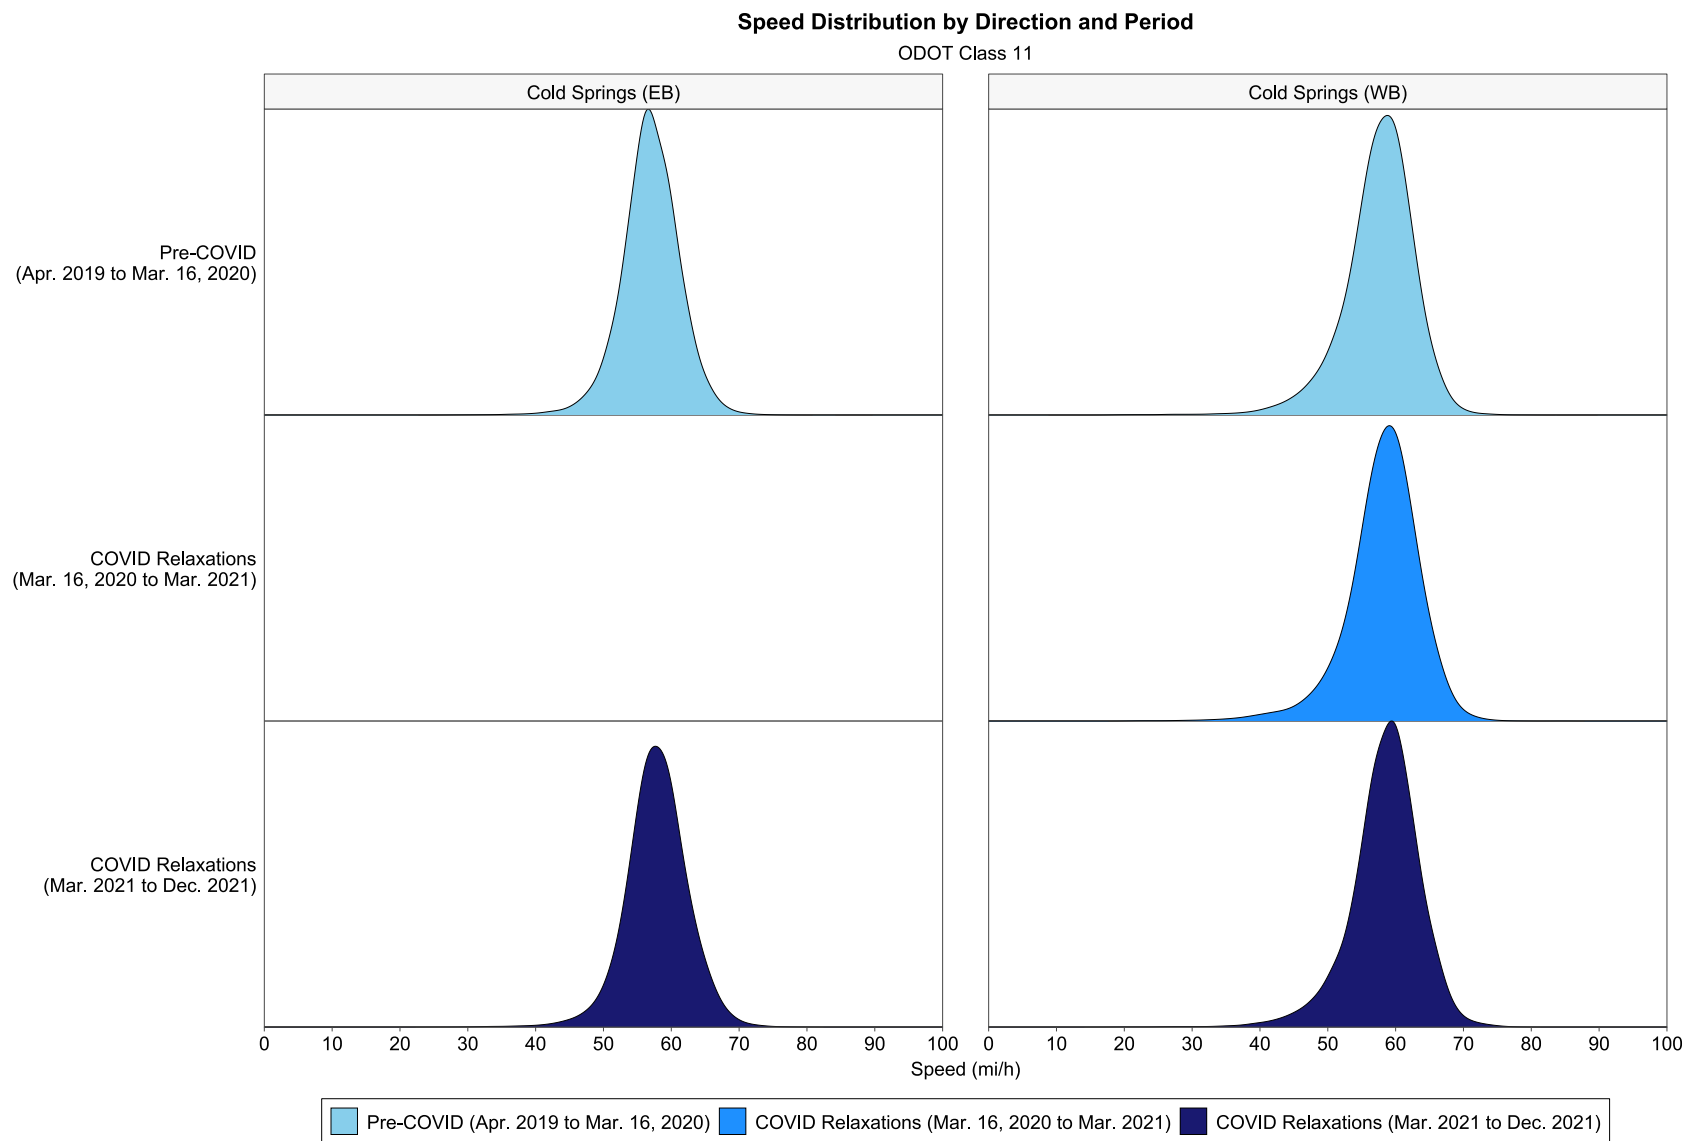 Speed Distribution by Direction and Period
ODOT Class 11
Cold Springs (EB)
Cold Springs (WB)
Pre-COVID
(Apr. 2019 to Mar. 16, 2020)
COVID Relaxations
(Mar. 16, 2020 to Mar. 2021)
COVID Relaxations
(Mar. 2021 to Dec. 2021)
0 10 20 30 40 50 60 70 80 90 100
0 10 20 30 40 50 60 70 80 90 100
Speed (mi/h)
Pre-COVID (Apr. 2019 to Mar. 16, 2020) COVID Relaxations (Mar. 16, 2020 to Mar. 2021) COVID Relaxations (Mar. 2021 to Dec. 2021)